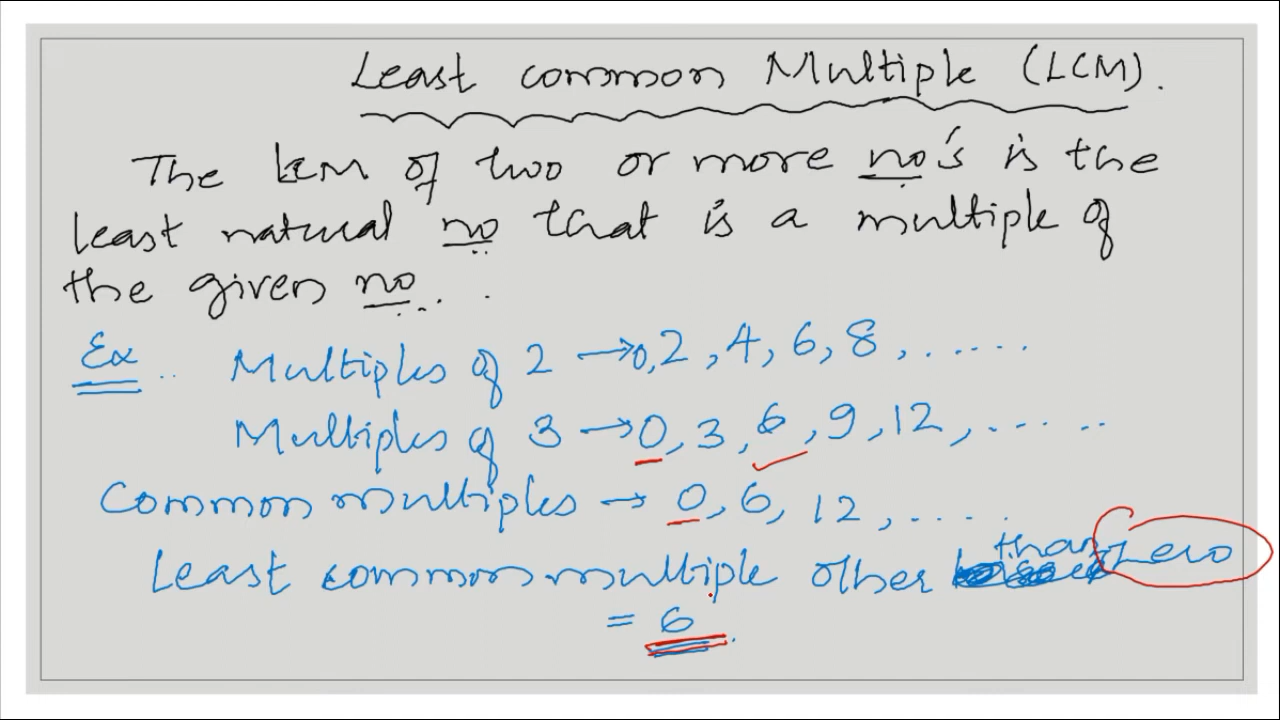 Least common Multiple (LCM).
The LCM of two or more no's is the
least natural no that is a multiple of
the given no...
Ex.. Multiples of 2 → 0, 2, 4, 6, 8, ......
Multiples of 3 → 0, 3, 6, 9, 12, ......
Common multiples → 0, 6, 12, .....
Least common multiple other than zero
= 6.